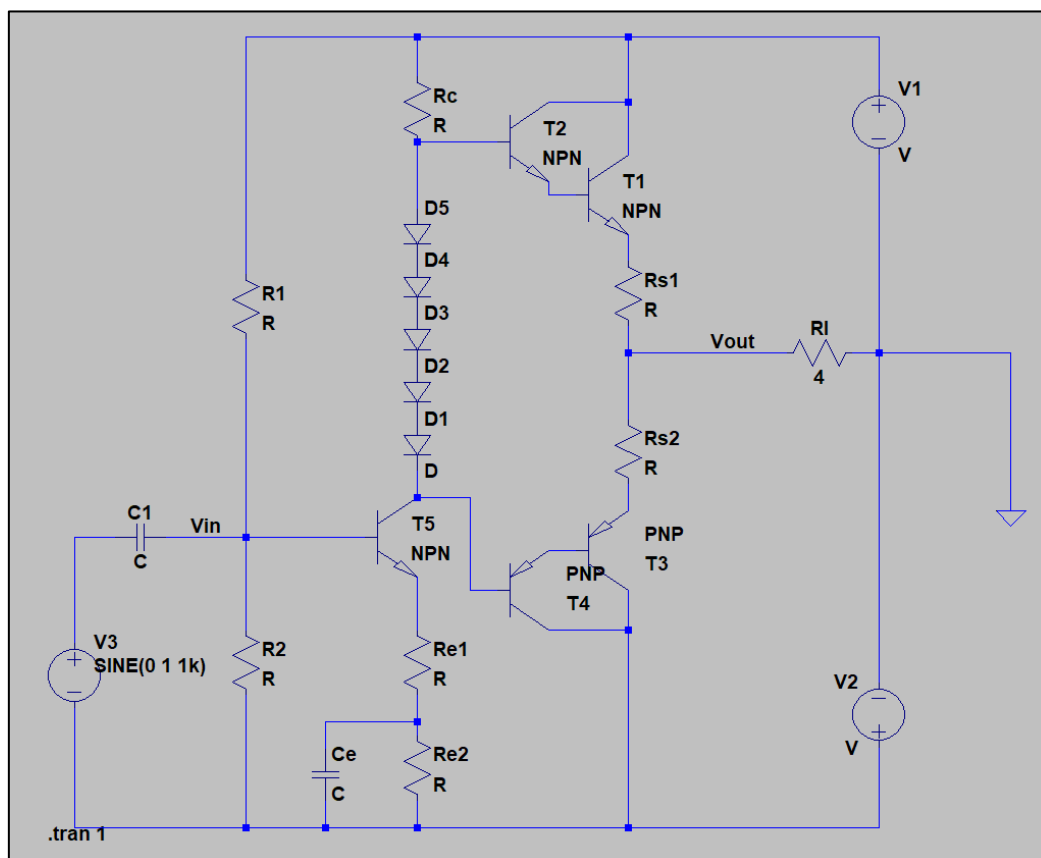 Rc
R
T2
NPN
T1
NPN
V1
V
D5
D4
D3
D2
D1
D
R1
R
Rs1
R
Vout
Rl
4
Rs2
R
C1
C
Vin
T5
NPN
PNP
T3
PNP
T4
V3
SINE(0 1 1k)
R2
R
Re1
R
Ce
C
Re2
R
V2
V
.tran 1